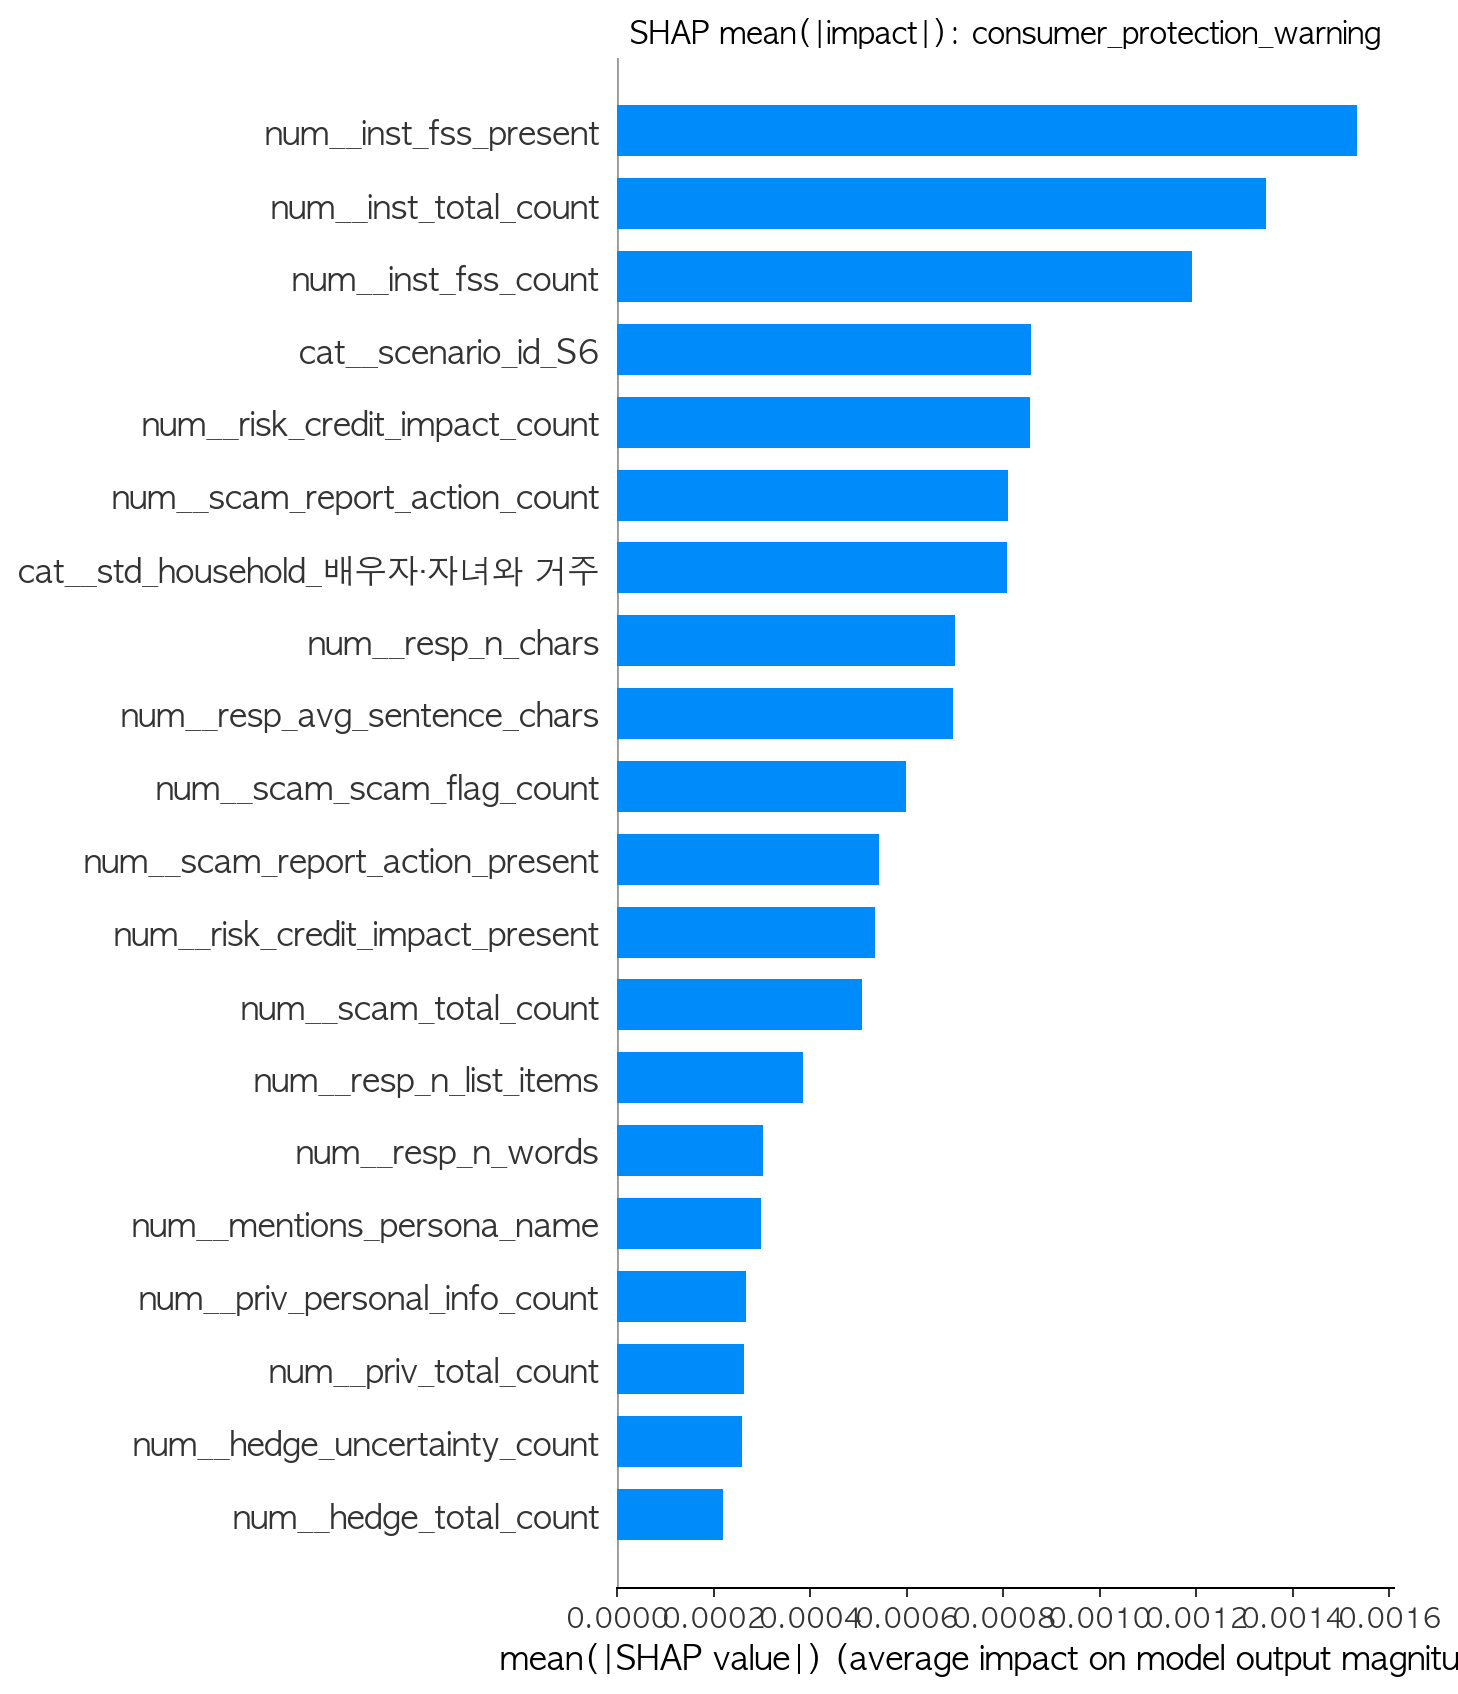 SHAP mean(|impact|): consumer_protection_warning
num__inst_fss_present
num__inst_total_count
num__inst_fss_count
cat__scenario_id_S6
num__risk_credit_impact_count
num__scam_report_action_count
cat__std_household_배우자·자녀와 거주
num__resp_n_chars
num__resp_avg_sentence_chars
num__scam_scam_flag_count
num__scam_report_action_present
num__risk_credit_impact_present
num__scam_total_count
num__resp_n_list_items
num__resp_n_words
num__mentions_persona_name
num__priv_personal_info_count
num__priv_total_count
num__hedge_uncertainty_count
num__hedge_total_count
0.0000 0.0002 0.0004 0.0006 0.0008 0.0010 0.0012 0.0014 0.0016
mean(|SHAP value|) (average impact on model output magnitu